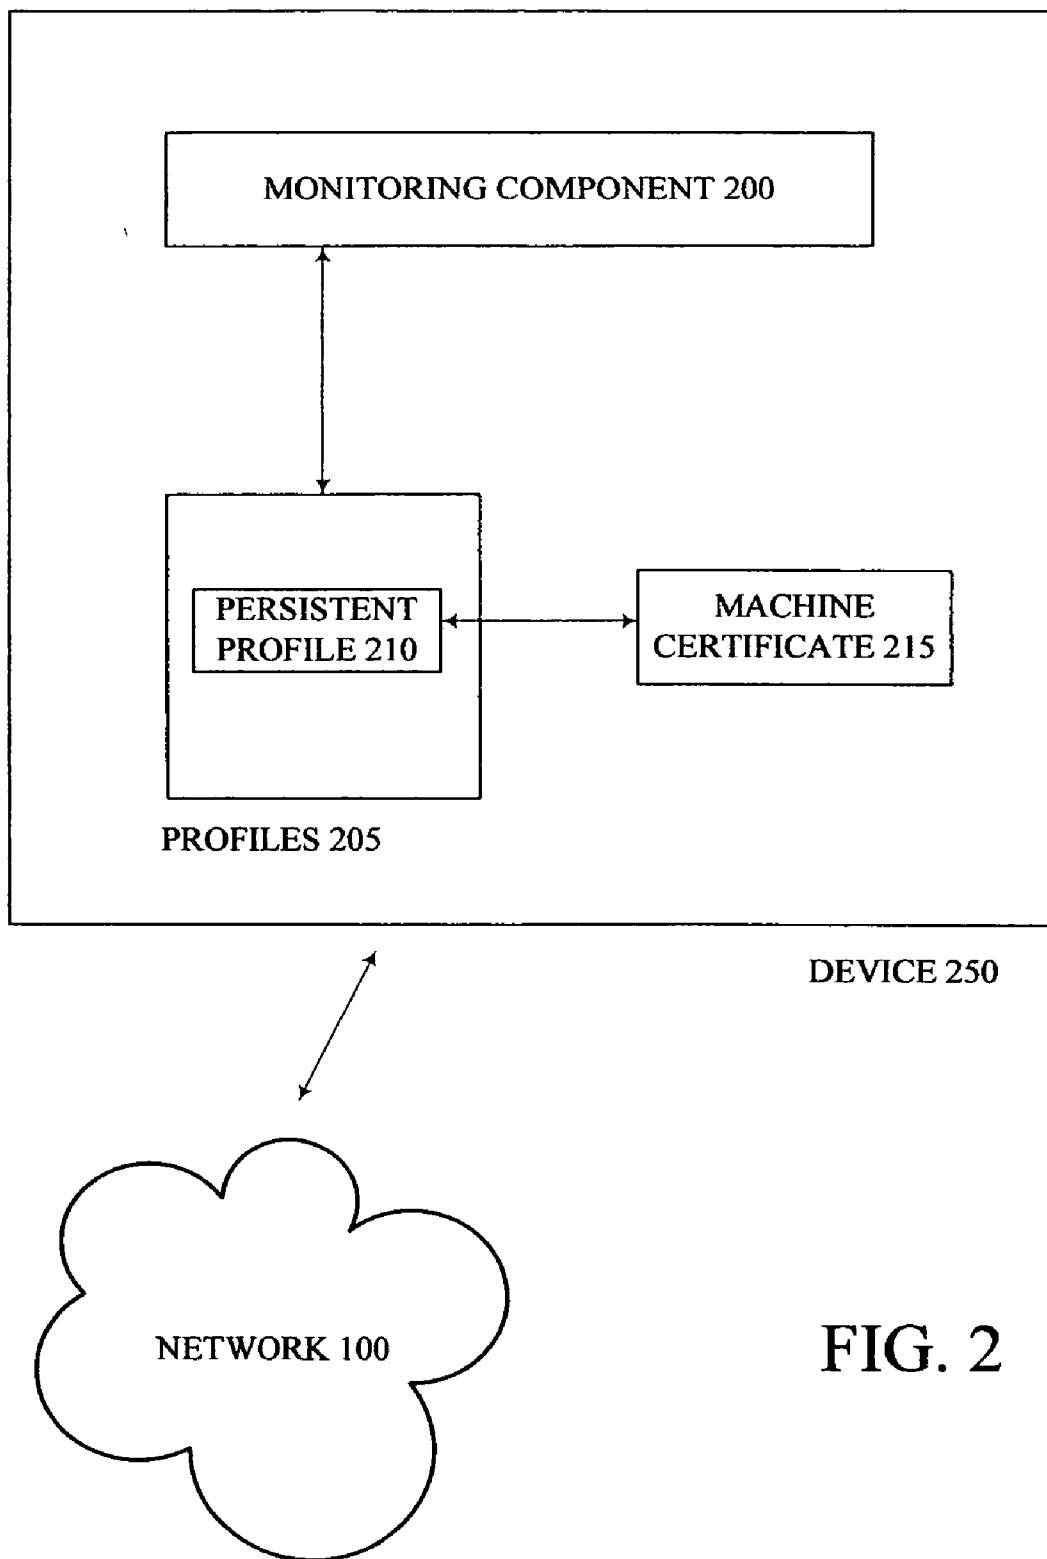 MONITORING COMPONENT 200
PERSISTENT
PROFILE 210
MACHINE
CERTIFICATE 215
PROFILES 205
DEVICE 250
NETWORK 100
FIG. 2